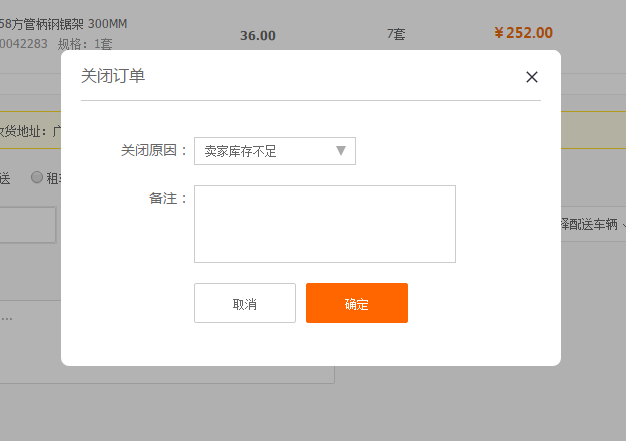 58方管柄钢锯架 300MM
0042283 规格：1套
36.00
7套
￥252.00
关闭订单
×
货地址：广
送
租
关闭原因：
卖家库存不足
备注：
择配送车辆
取消
确定
...